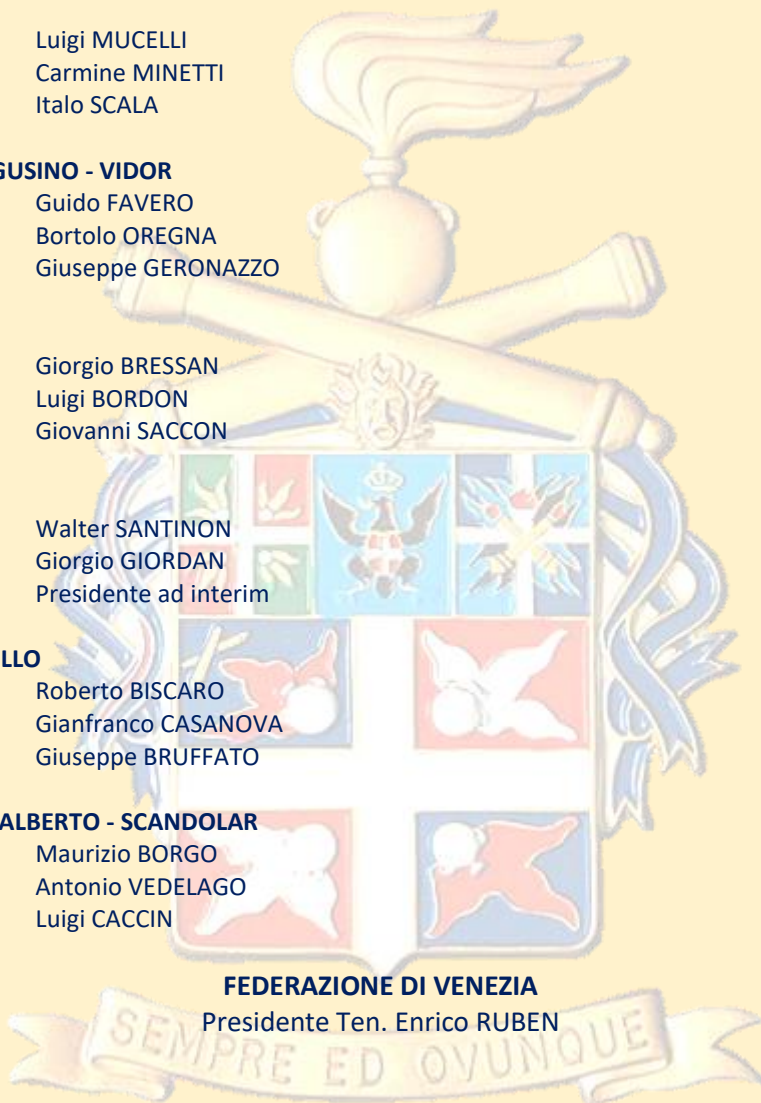 Luigi MUCELLI
Carmine MINETTI
Italo SCALA
GUSINO - VIDOR
Guido FAVERO
Bortolo OREGNA
Giuseppe GERONAZZO
Giorgio BRESSAN
Luigi BORDON
Giovanni SACCON
Walter SANTINON
Giorgio GIORDAN
Presidente ad interim
LLO
Roberto BISCARO
Gianfranco CASANOVA
Giuseppe BRUFFATO
ALBERTO - SCANDOLAR
Maurizio BORGO
Antonio VEDELAGO
Luigi CACCIN
FEDERAZIONE DI VENEZIA
Presidente Ten. Enrico RUBEN
SEMPRE ED OVUNQUE